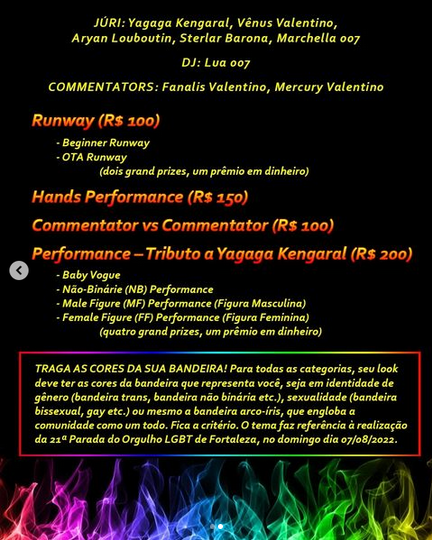 JÚRI: Yagaga Kengaral, Vênus Valentino,
Aryan Louboutin, Sterlar Barona, Marchella 007
DJ: Lua 007
COMMENTATORS: Fanalis Valentino, Mercury Valentino
Runway (R$ 100)
- Beginner Runway
- OTA Runway
(dois grand prizes, um prêmio em dinheiro)
Hands Performance (R$ 150)
Commentator vs Commentator (R$ 100)
Performance – Tributo a Yagaga Kengaral (R$ 200)
- Baby Vogue
- Não-Binárie (NB) Performance
- Male Figure (MF) Performance (Figura Masculina)
- Female Figure (FF) Performance (Figura Feminina)
(quatro grand prizes, um prêmio em dinheiro)
TRAGA AS CORES DA SUA BANDEIRA! Para todas as categorias, seu look
deve ter as cores da bandeira que representa você, seja em identidade de
gênero (bandeira trans, bandeira não binária etc.), sexualidade (bandeira
bissexual, gay etc.) ou mesmo a bandeira arco-íris, que engloba a
comunidade como um todo. Fica a critério. O tema faz referência à realização
da 21ª Parada do Orgulho LGBT de Fortaleza, no domingo dia 07/08/2022.